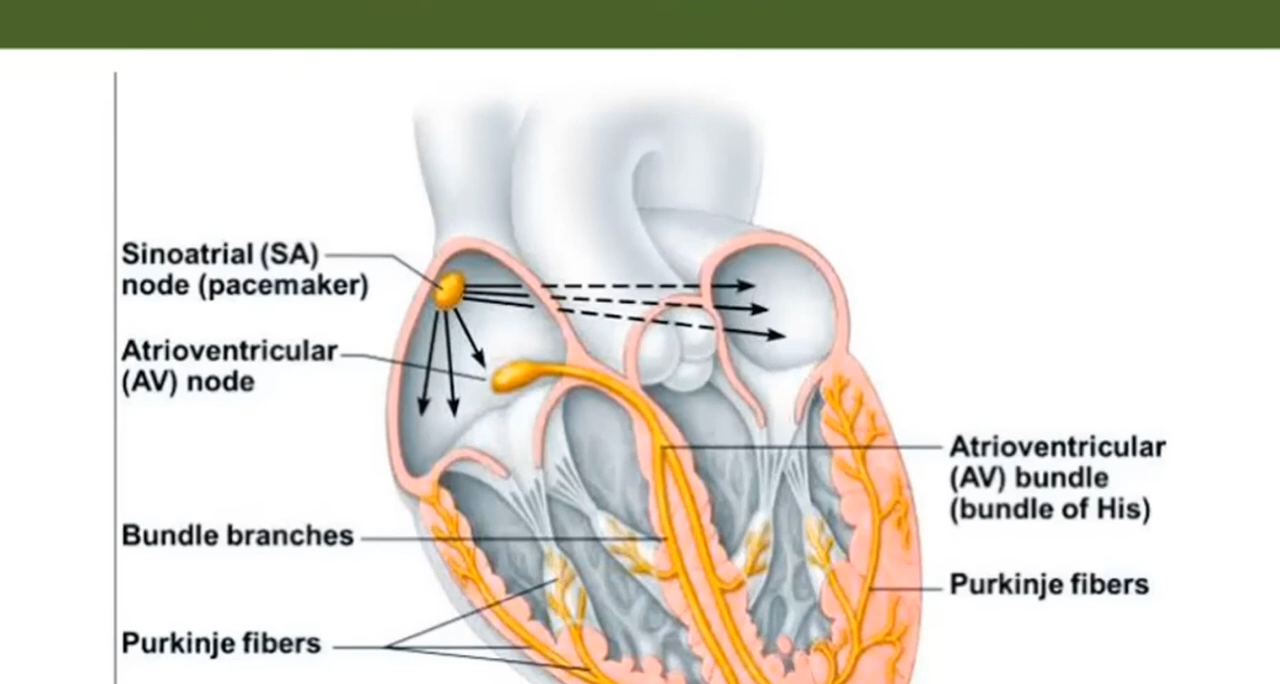 Sinoatrial (SA)
node (pacemaker)
Atrioventricular
(AV) node
Bundle branches
Purkinje fibers
Atrioventricular
(AV) bundle
(bundle of His)
Purkinje fibers